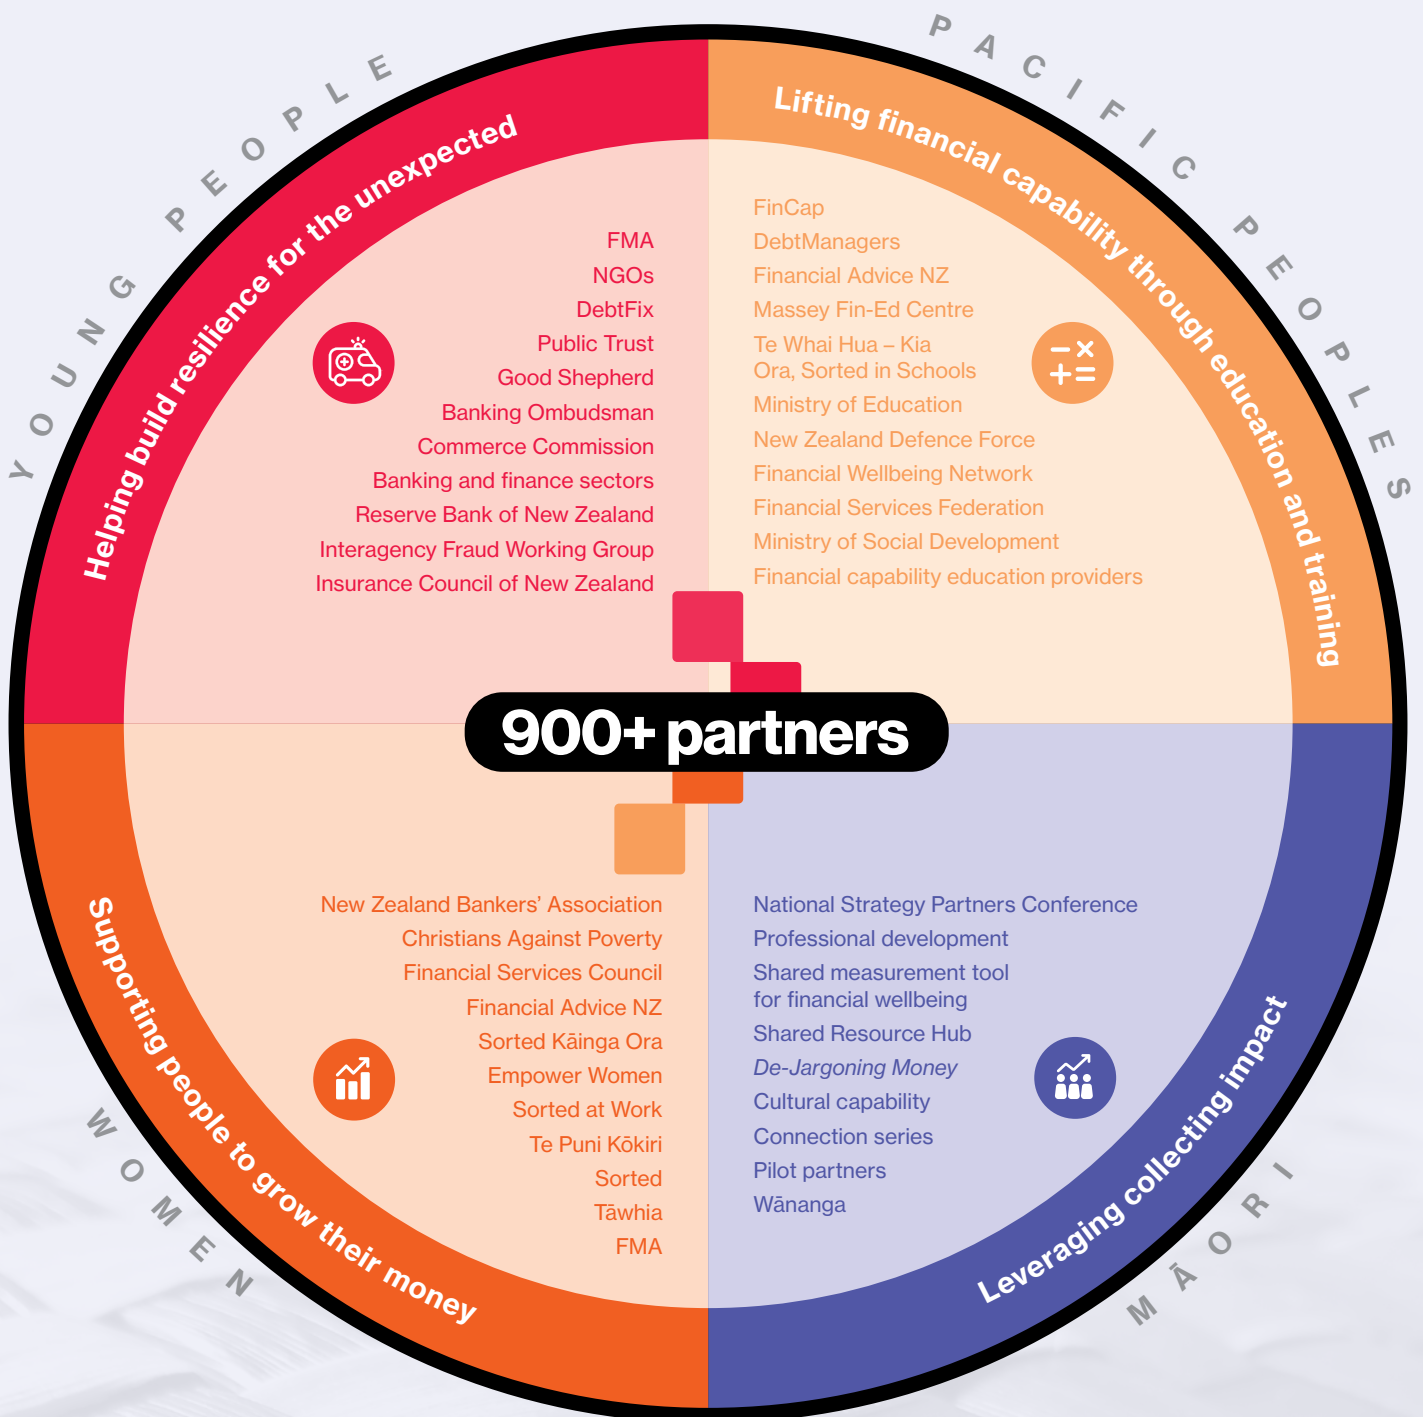 YOUNG PEOPLE
PACIFIC PEOPLES
Helping build resilience for the unexpected
FMA
NGOs
DebtFix
Public Trust
Good Shepherd
Banking Ombudsman
Commerce Commission
Banking and finance sectors
Reserve Bank of New Zealand
Interagency Fraud Working Group
Insurance Council of New Zealand
Lifting financial capability through education and training
FinCap
DebtManagers
Financial Advice NZ
Massey Fin-Ed Centre
Te Whai Hua – Kia
Ora, Sorted in Schools
Ministry of Education
New Zealand Defence Force
Financial Wellbeing Network
Financial Services Federation
Ministry of Social Development
Financial capability education providers
900+ partners
Supporting people to grow their money
New Zealand Bankers’ Association
Christians Against Poverty
Financial Services Council
Financial Advice NZ
Sorted Kāinga Ora
Empower Women
Sorted at Work
Te Puni Kōkiri
Sorted
Tāwhia
FMA
Leveraging collecting impact
National Strategy Partners Conference
Professional development
Shared measurement tool
for financial wellbeing
Shared Resource Hub
De-Jargoning Money
Cultural capability
Connection series
Pilot partners
Wānanga
WOMEN
MĀORI